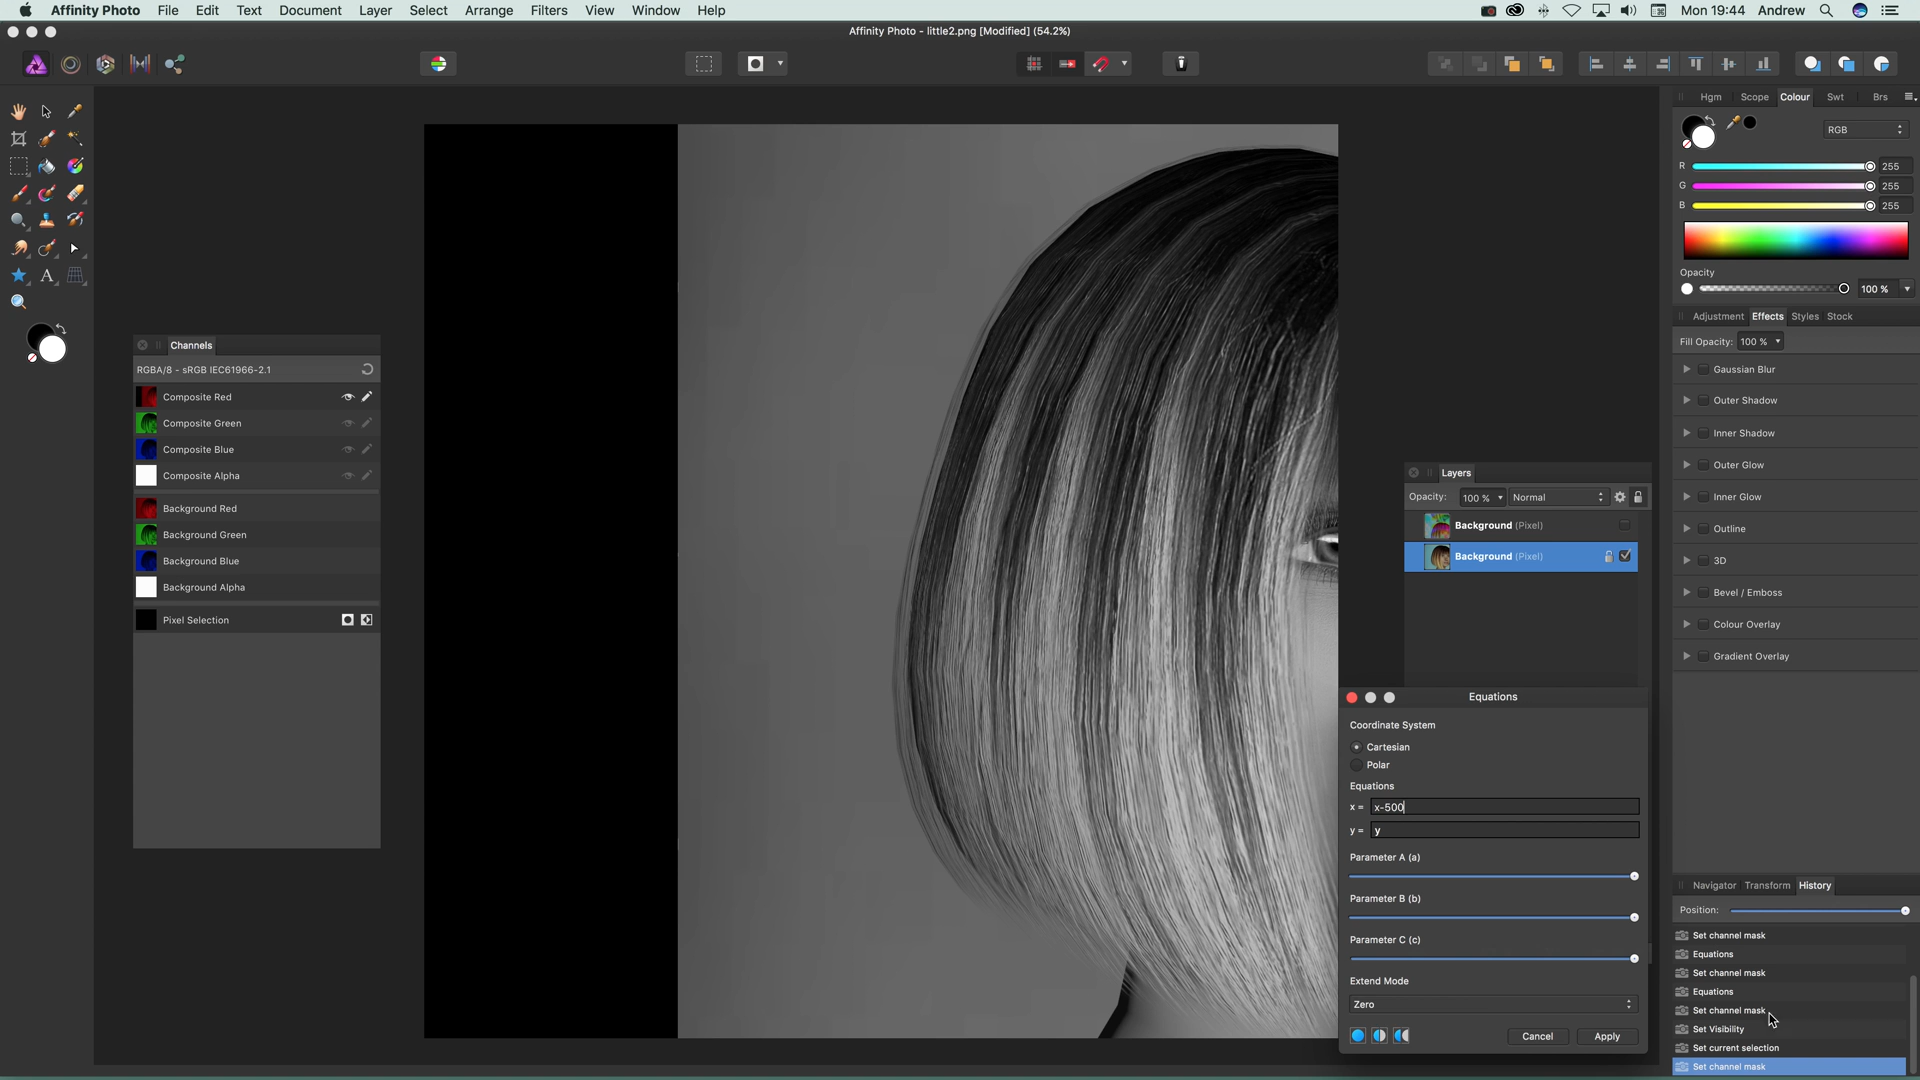 Affinity Photo File Edit Text Document Layer Select Arrange Filters View Window Help Mon 19:44 Andrew
Affinity Photo - little2.png [Modified] (54.2%)
Hgm Scope Colour Swt Brs
RGB
R 255
G 255
B 255
Opacity
100 %
Adjustment Effects Styles Stock
Fill Opacity: 100 %
Gaussian Blur
Outer Shadow
Inner Shadow
Outer Glow
Inner Glow
Outline
3D
Bevel / Emboss
Colour Overlay
Gradient Overlay
Channels
RGBA/8 - sRGB IEC61966-2.1
Composite Red
Composite Green
Composite Blue
Composite Alpha
Background Red
Background Green
Background Blue
Background Alpha
Pixel Selection
Layers
Opacity: 100 % Normal
Background (Pixel)
Background (Pixel)
Equations
Coordinate System
Cartesian
Polar
Equations
x = x-500
y = y
Parameter A (a)
Parameter B (b)
Parameter C (c)
Extend Mode
Zero
Cancel Apply
Navigator Transform History
Position:
Set channel mask
Equations
Set channel mask
Equations
Set channel mask
Set Visibility
Set current selection
Set channel mask